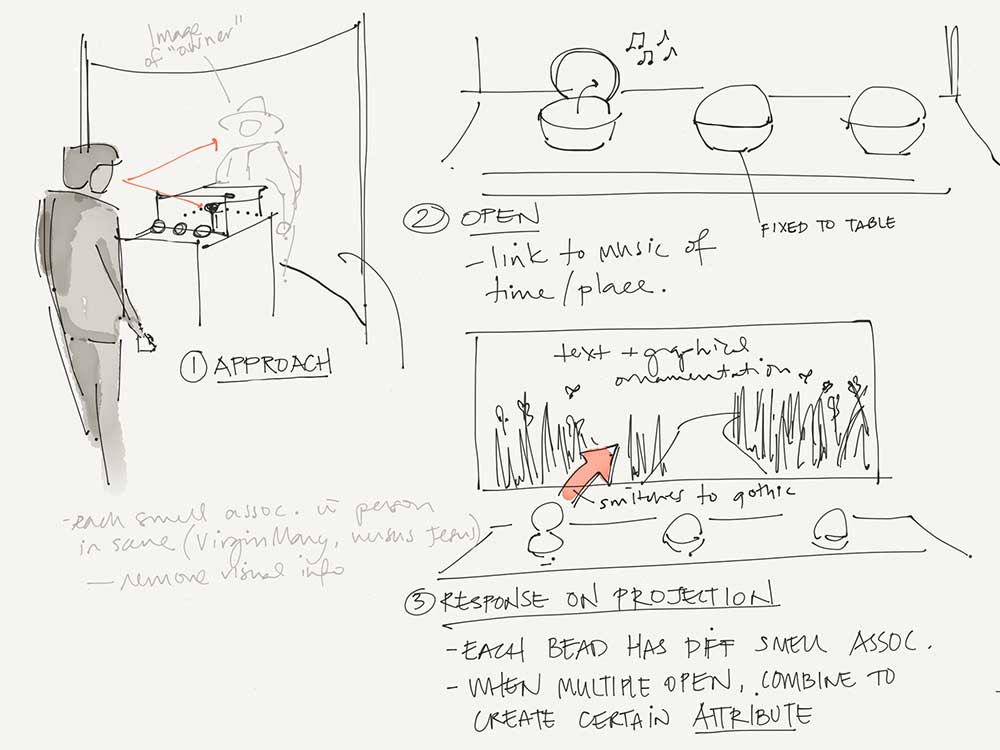 Image
of "owner"
① APPROACH
- each smell assoc. w person
in same (Virgin Mary, versus Jesus)
— remove visual info
② OPEN
FIXED TO TABLE
- link to music of
time/place.
text + graphical
ornamentation
switches to gothic
③ RESPONSE ON PROJECTION
- EACH BEAD HAS DIFF SMELL ASSOC.
- WHEN MULTIPLE OPEN, COMBINE TO
CREATE CERTAIN ATTRIBUTE